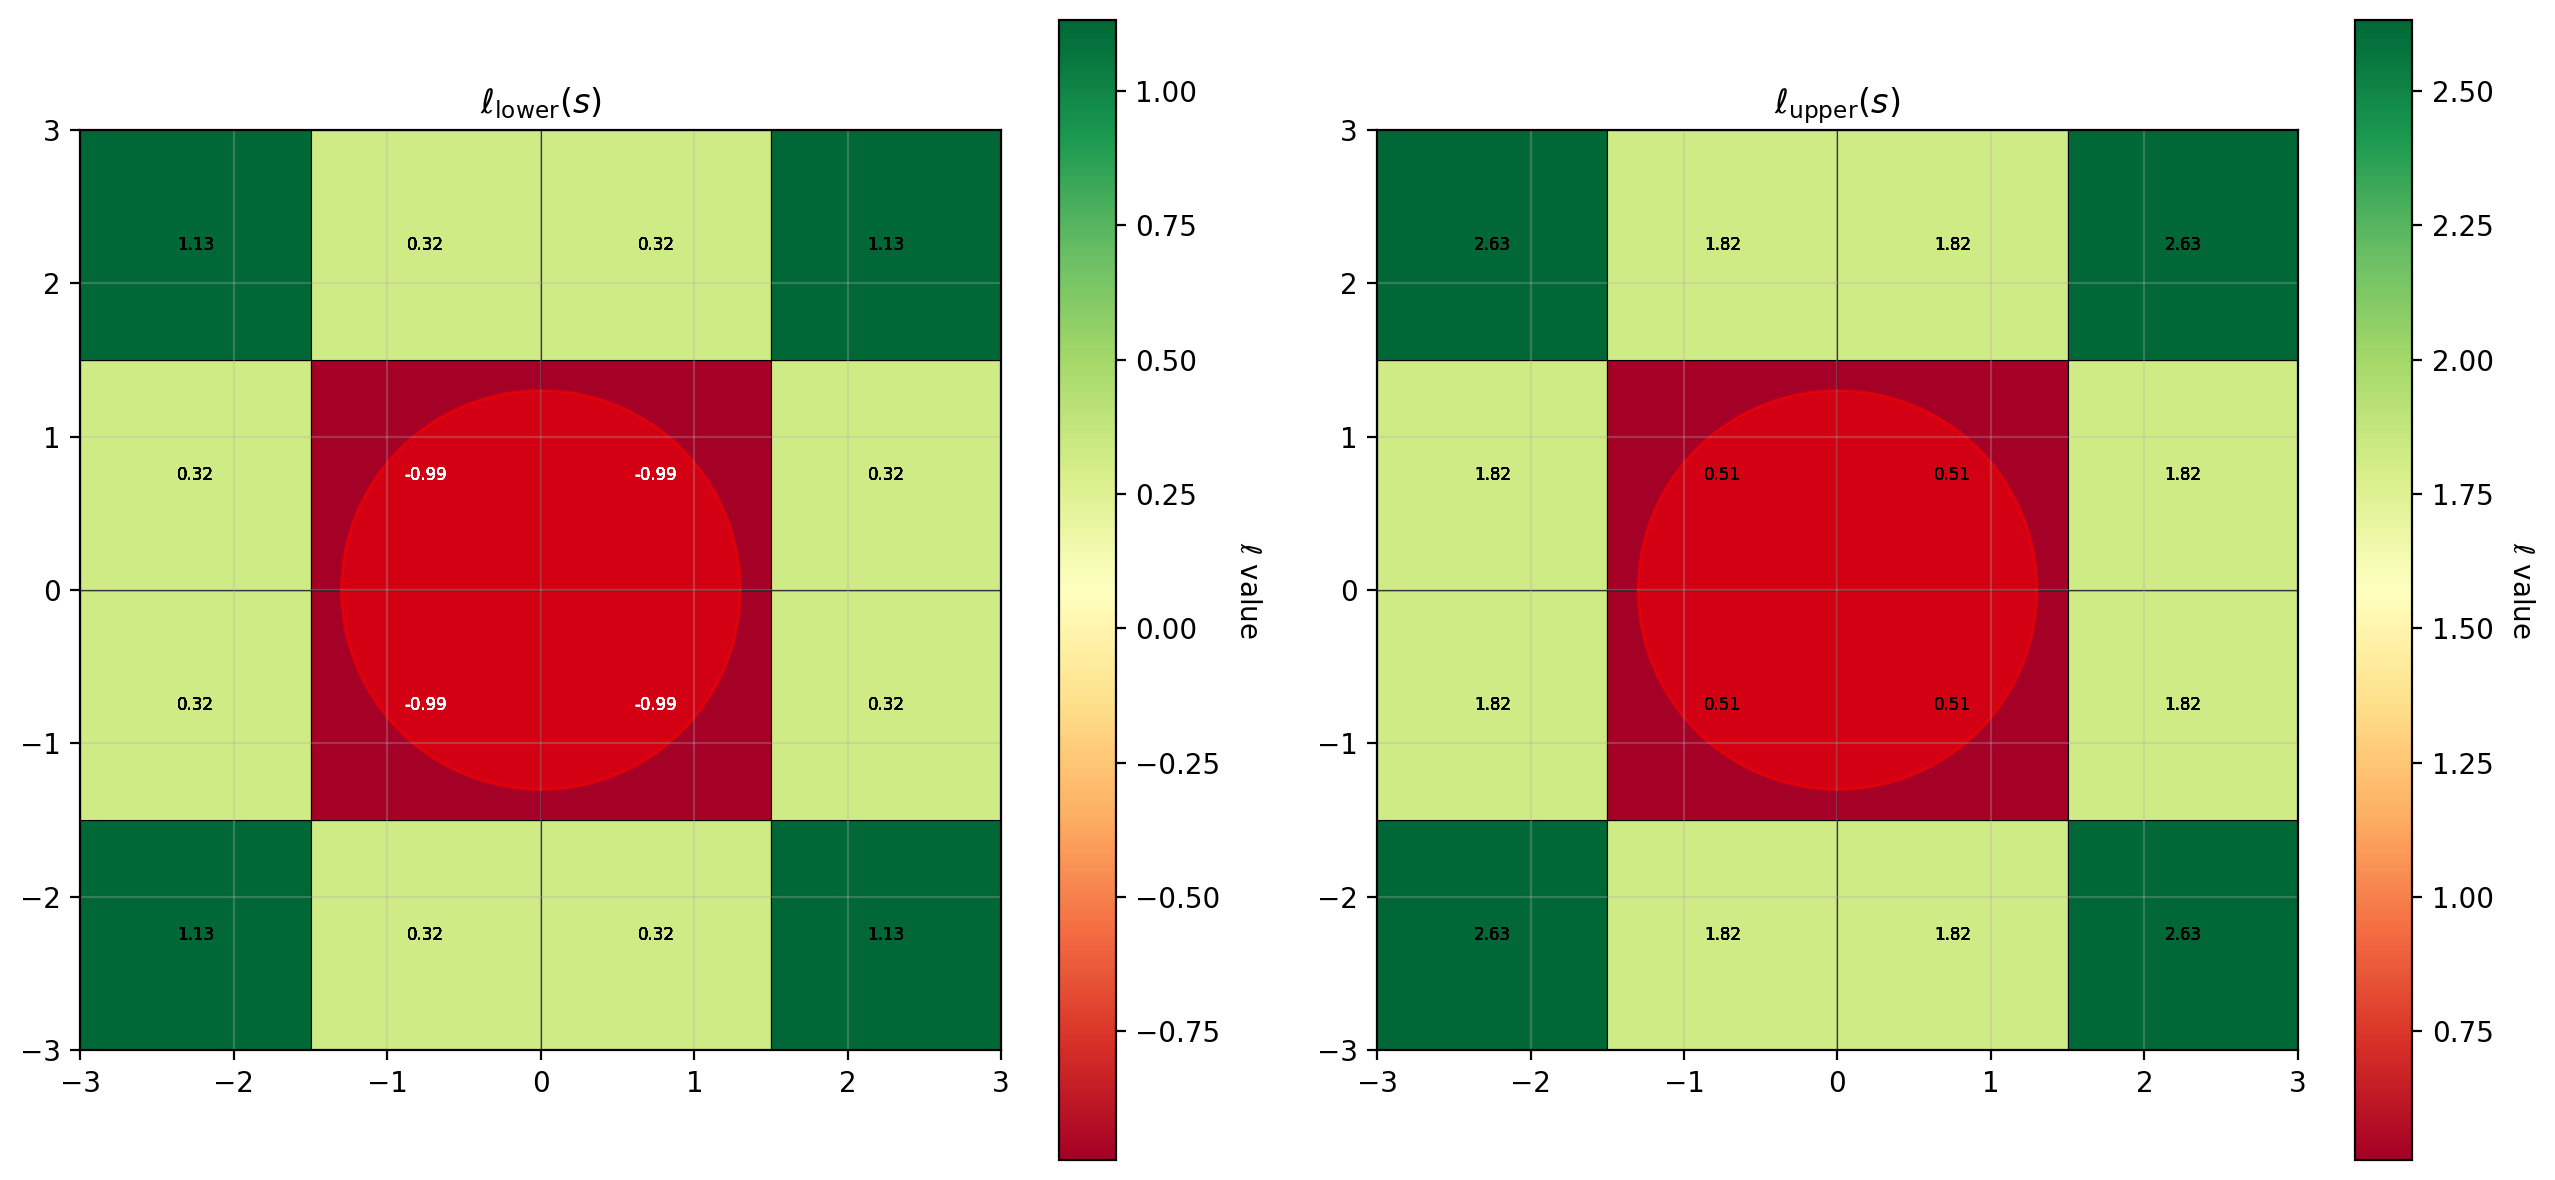 ℓlower(s)
3
2
1
0
−1
−2
−3
−3 −2 −1 0 1 2 3
1.13 0.32 0.32 1.13
0.32 -0.99 -0.99 0.32
0.32 -0.99 -0.99 0.32
1.13 0.32 0.32 1.13
1.00
0.75
0.50
0.25
0.00
−0.25
−0.50
−0.75
ℓ value
ℓupper(s)
3
2
1
0
−1
−2
−3
−3 −2 −1 0 1 2 3
2.63 1.82 1.82 2.63
1.82 0.51 0.51 1.82
1.82 0.51 0.51 1.82
2.63 1.82 1.82 2.63
2.50
2.25
2.00
1.75
1.50
1.25
1.00
0.75
ℓ value